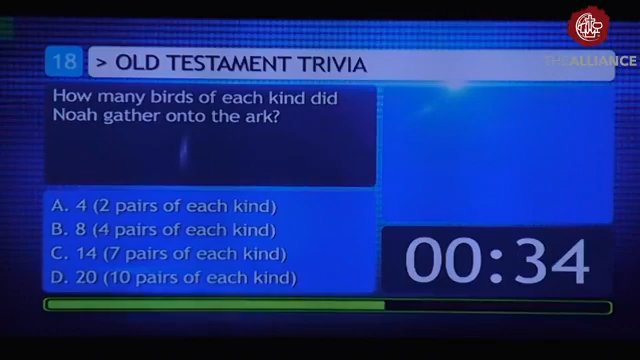 18 > OLD TESTAMENT TRIVIA
THE ALLIANCE
How many birds of each kind did
Noah gather onto the ark?
A. 4 (2 pairs of each kind)
B. 8 (4 pairs of each kind)
C. 14 (7 pairs of each kind)
D. 20 (10 pairs of each kind)
00:34